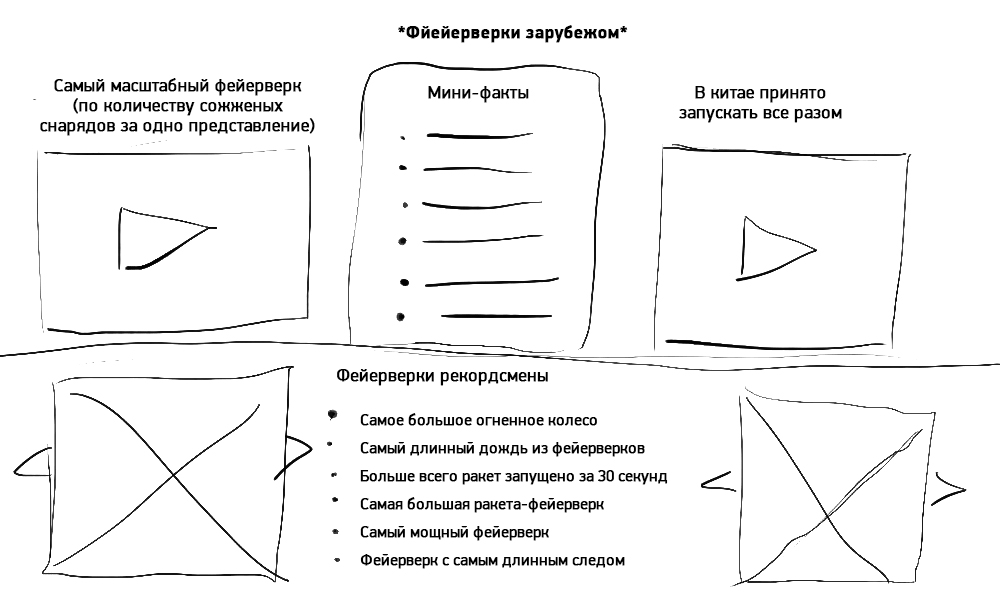 *Фйейерверки зарубежом*
Самый масштабный фейерверк
(по количеству сожженых
снарядов за одно представление)
Мини-факты
В китае принято
запускать все разом
Фейерверки рекордсмены
Самое большое огненное колесо
Самый длинный дождь из фейерверков
Больше всего ракет запущено за 30 секунд
Самая большая ракета-фейерверк
Самый мощный фейерверк
Фейерверк с самым длинным следом